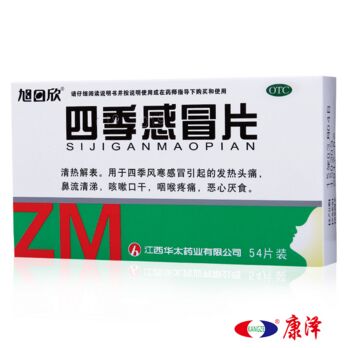 旭日欣
请仔细阅读说明书并按说明使用或在药师指导下购买和使用
OTC
四季感冒片
SIJIGANMAOPIAN
清热解表。用于四季风寒感冒引起的发热头痛，
鼻流清涕，咳嗽口干，咽喉疼痛，恶心厌食。
ZM
江西华太药业有限公司
54片装
KANGZE
康泽